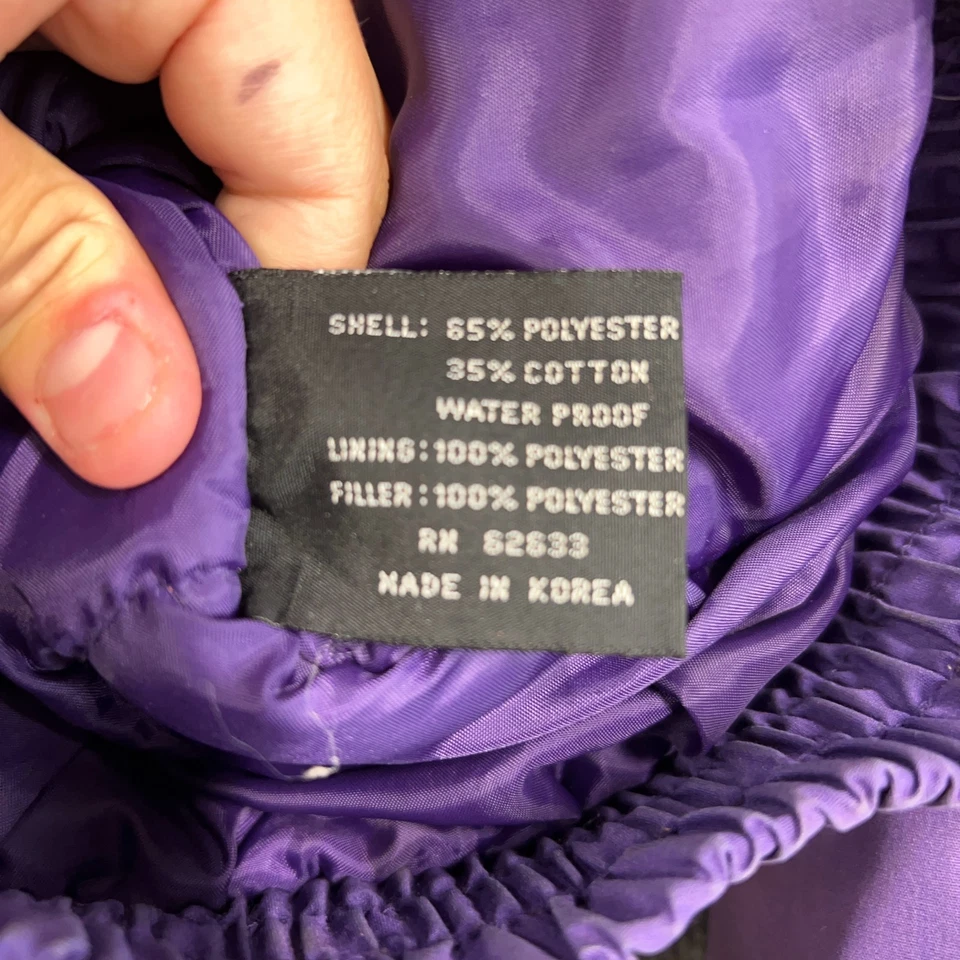 SHELL: 65% POLYESTER
35% COTTON
WATER PROOF
LINING: 100% POLYESTER
FILLER: 100% POLYESTER
RN 62633
MADE IN KOREA